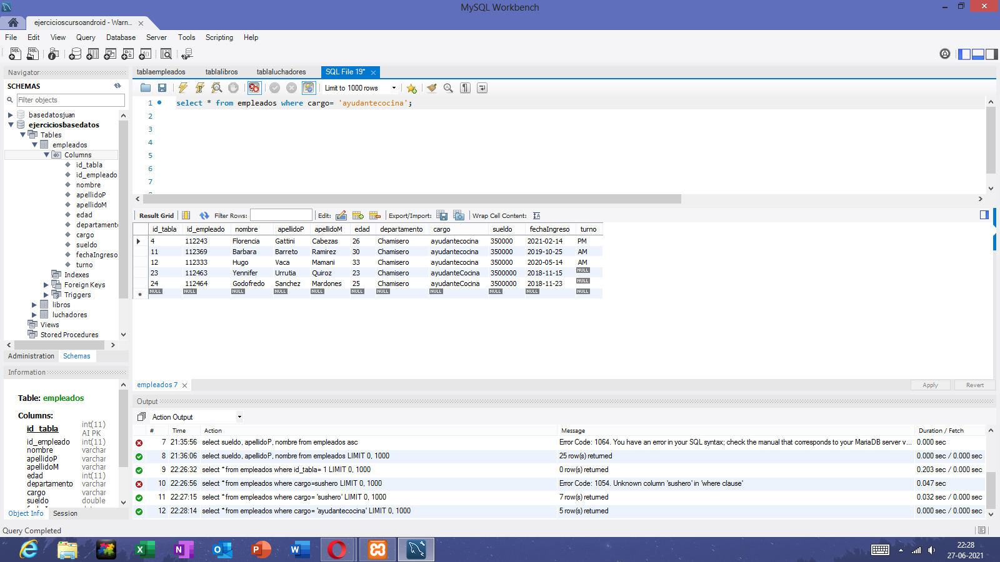 MySQL Workbench
ejercicioscursoandroid - Warn...
File Edit View Query Database Server Tools Scripting Help
Navigator
SCHEMAS
Filter objects
basedatosjuan
ejerciciosbasedatos
Tables
empleados
Columns
id_tabla
id_empleado
nombre
apellidoP
apellidoM
edad
departamento
cargo
sueldo
fechaIngreso
turno
Indexes
Foreign Keys
Triggers
libros
luchadores
Views
Stored Procedures
Administration Schemas
Information
Table: empleados
Columns:
id_tabla int(11) AI PK
id_empleado int(11)
nombre varchar
apellidoP varchar
apellidoM varchar
edad int(11)
departamento varchar
cargo varchar
sueldo double
Object Info Session
tablaempleados tablalibros tablaluchadores SQL File 19*
Limit to 1000 rows
1 select * from empleados where cargo= 'ayudantecocina';
2
3
4
5
6
7
Result Grid Filter Rows: Edit: Export/Import: Wrap Cell Content:
id_tabla id_empleado nombre apellidoP apellidoM edad departamento cargo sueldo fechaIngreso turno
4 112243 Florencia Gattini Cabezas 26 Chamisero ayudantecocina 350000 2021-02-14 PM
11 112369 Barbara Barreto Ramirez 30 Chamisero ayudantecocina 350000 2019-10-25 AM
12 112333 Hugo Vaca Mamani 33 Chamisero ayudantecocina 350000 2020-05-14 AM
23 112463 Yennifer Urrutia Quiroz 23 Chamisero ayudanteCocina 3500000 2018-11-15 NULL
24 112464 Godofredo Sanchez Mardones 25 Chamisero ayudanteCocina 3500000 2018-11-23 NULL
NULL NULL NULL NULL NULL NULL NULL NULL NULL NULL NULL
empleados 7
Apply Revert
Output
Action Output
# Time Action Message Duration / Fetch
7 21:35:56 select sueldo, apellidoP, nombre from empleados asc Error Code: 1064. You have an error in your SQL syntax; check the manual that corresponds to your MariaDB server v... 0.000 sec
8 21:36:06 select sueldo, apellidoP, nombre from empleados LIMIT 0, 1000 25 row(s) returned 0.000 sec / 0.000 sec
9 22:26:32 select * from empleados where id_tabla= 1 LIMIT 0, 1000 0 row(s) returned 0.203 sec / 0.000 sec
10 22:26:56 select * from empleados where cargo=sushero LIMIT 0, 1000 Error Code: 1054. Unknown column 'sushero' in 'where clause' 0.047 sec
11 22:27:15 select * from empleados where cargo= 'sushero' LIMIT 0, 1000 7 row(s) returned 0.032 sec / 0.000 sec
12 22:28:14 select * from empleados where cargo= 'ayudantecocina' LIMIT 0, 1000 5 row(s) returned 0.000 sec / 0.000 sec
Query Completed
22:28
27-06-2021